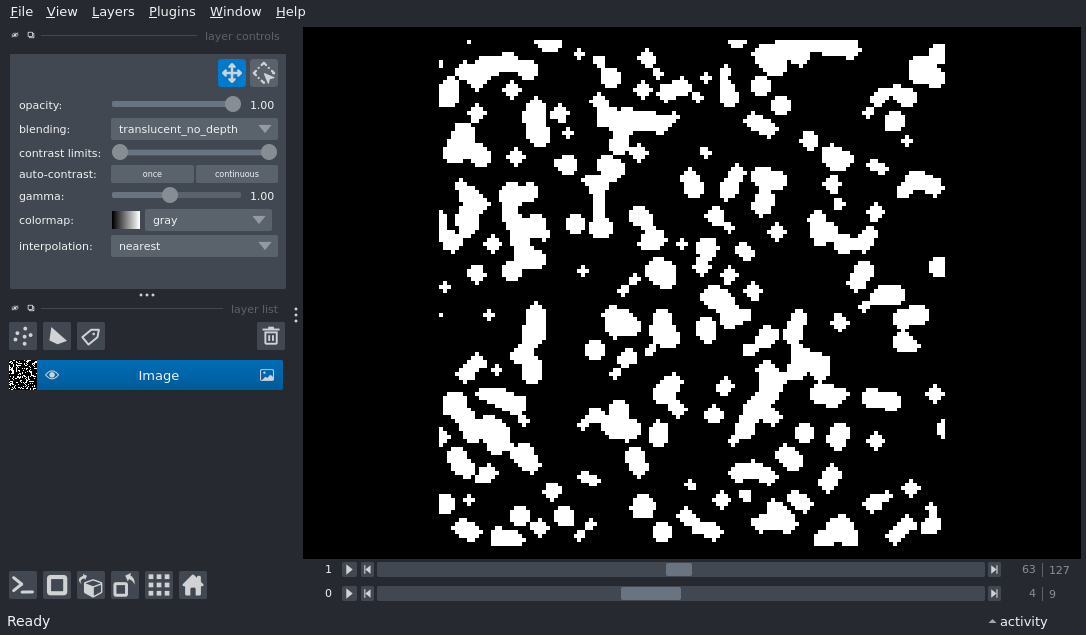 File View Layers Plugins Window Help
layer controls
opacity: 1.00
blending: translucent_no_depth
contrast limits:
auto-contrast: once continuous
gamma: 1.00
colormap: gray
interpolation: nearest
layer list
Image
1 63 127
0 4 9
Ready activity